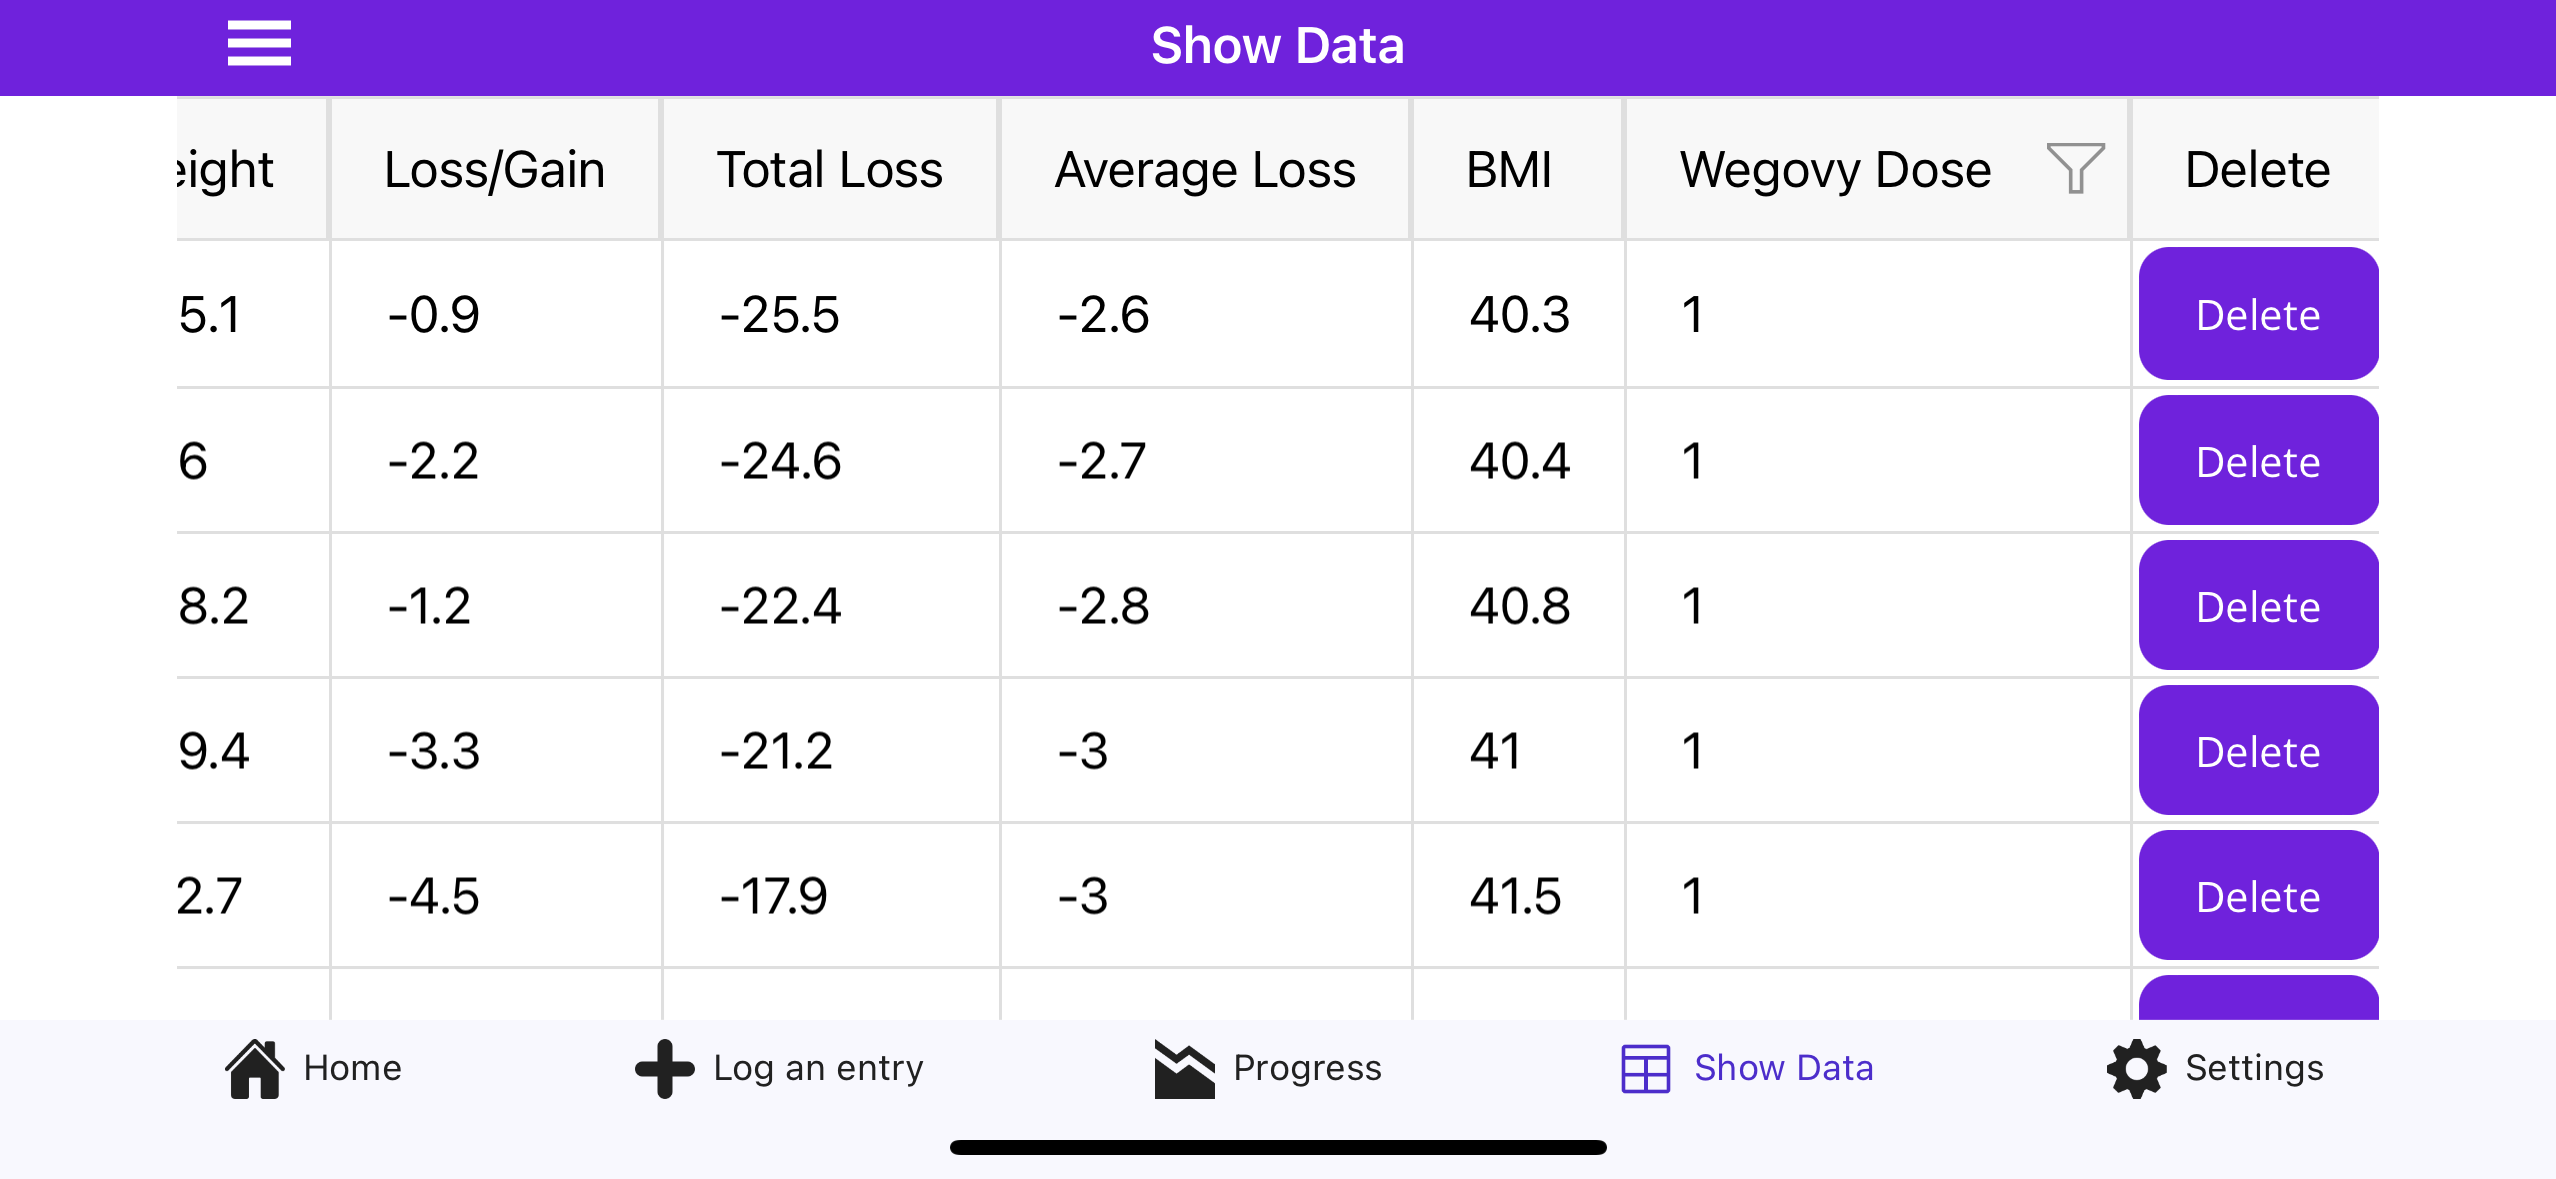 Show Data
eight Loss/Gain Total Loss Average Loss BMI Wegovy Dose Delete
5.1 -0.9 -25.5 -2.6 40.3 1 Delete
6 -2.2 -24.6 -2.7 40.4 1 Delete
8.2 -1.2 -22.4 -2.8 40.8 1 Delete
9.4 -3.3 -21.2 -3 41 1 Delete
2.7 -4.5 -17.9 -3 41.5 1 Delete
Home Log an entry Progress Show Data Settings